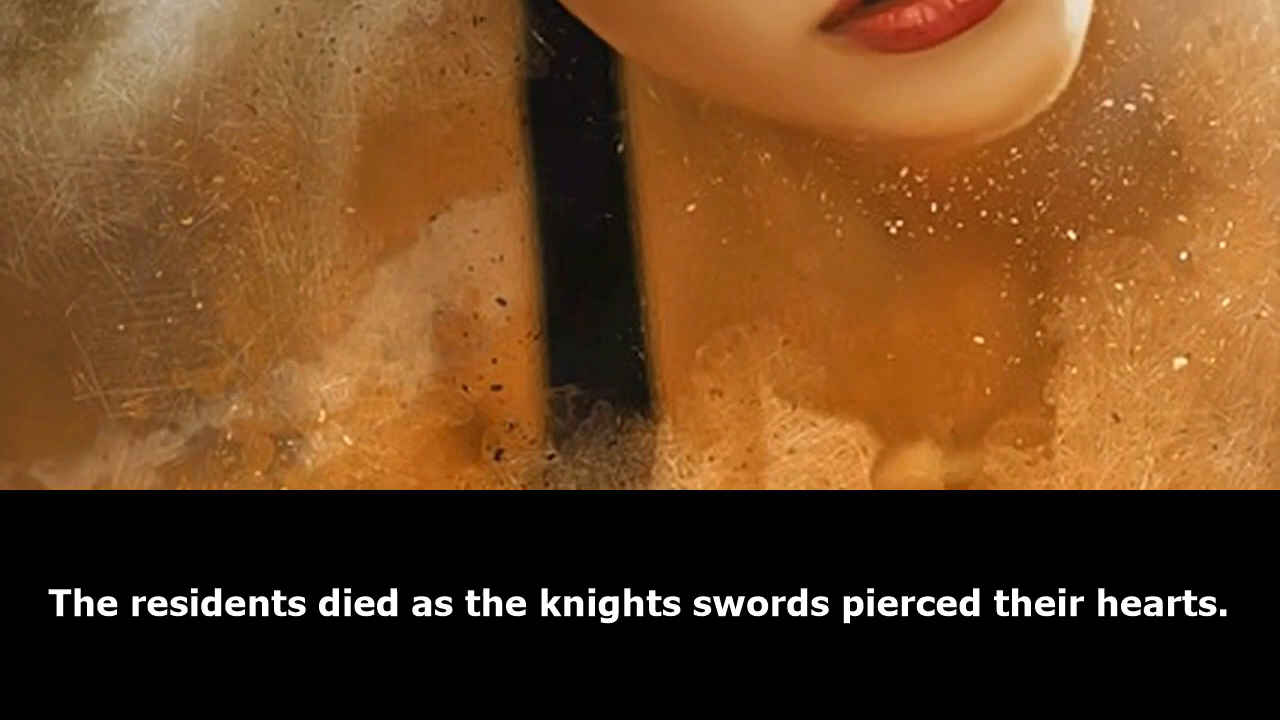 The residents died as the knights swords pierced their hearts.